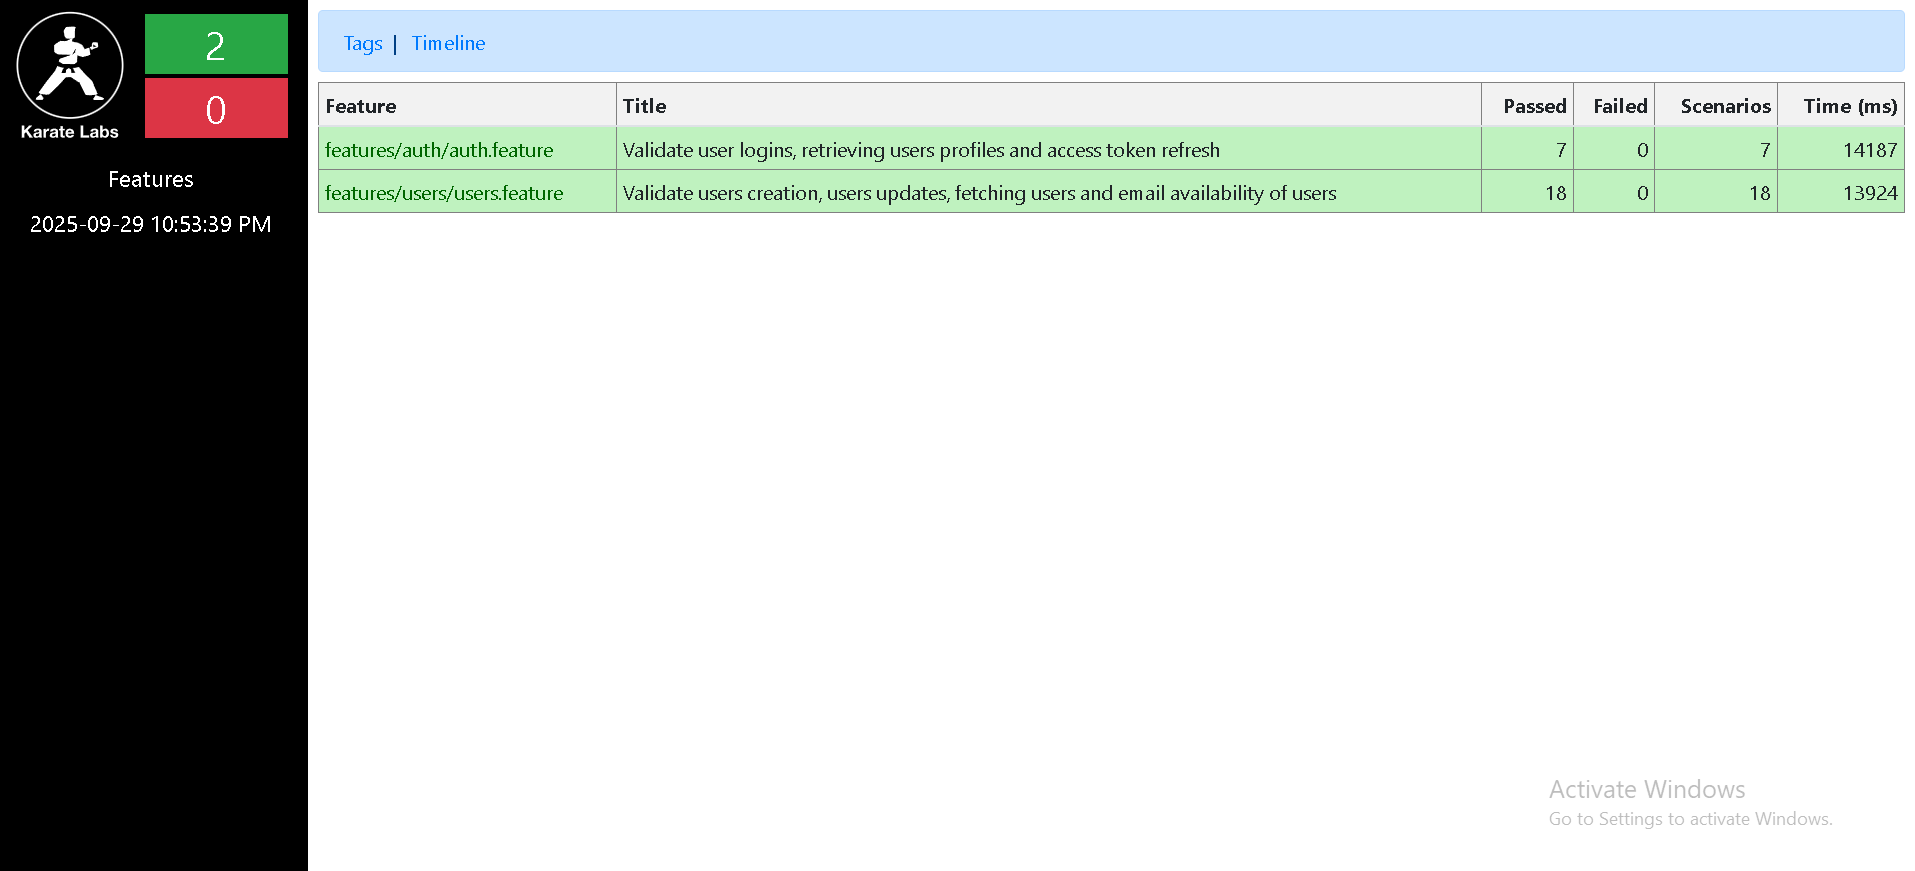 Karate Labs
2
0
Features
2025-09-29 10:53:39 PM
Tags | Timeline
Feature Title Passed Failed Scenarios Time (ms)
features/auth/auth.feature Validate user logins, retrieving users profiles and access token refresh 7 0 7 14187
features/users/users.feature Validate users creation, users updates, fetching users and email availability of users 18 0 18 13924
Activate Windows
Go to Settings to activate Windows.